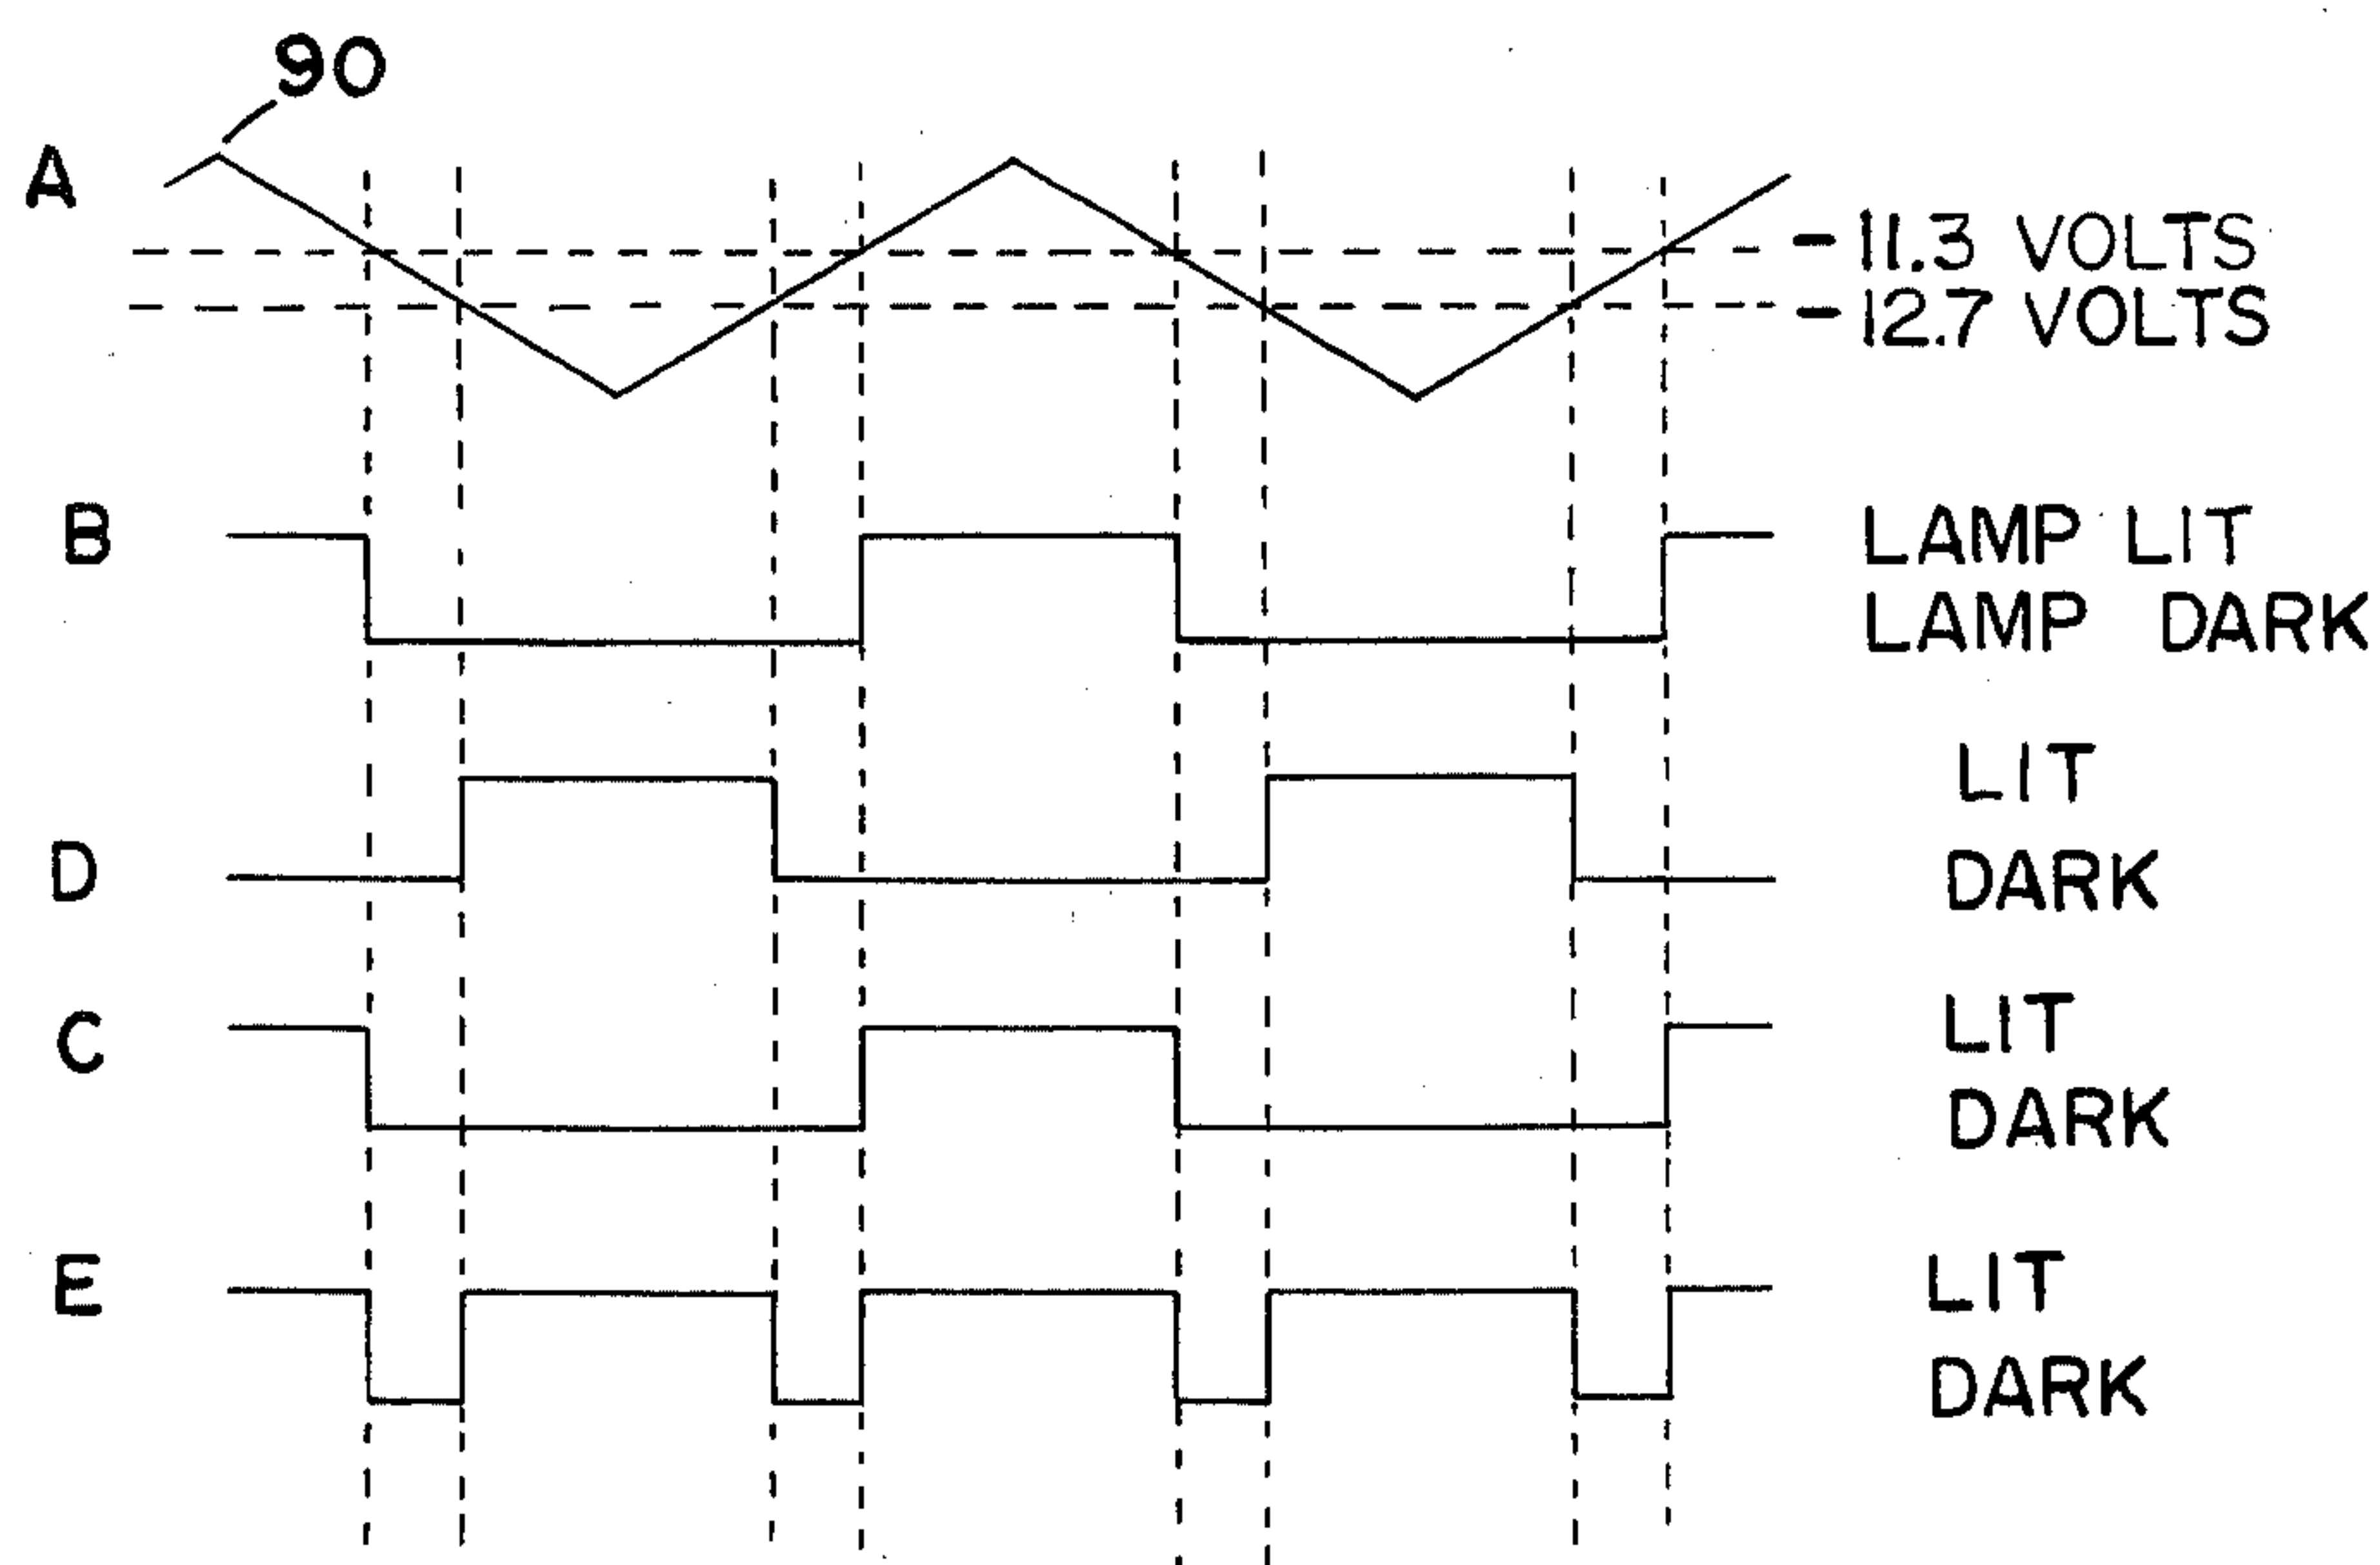 90
A
-11.3 VOLTS
-12.7 VOLTS
B
LAMP LIT
LAMP DARK
LIT
D
DARK
C
LIT
DARK
E
LIT
DARK